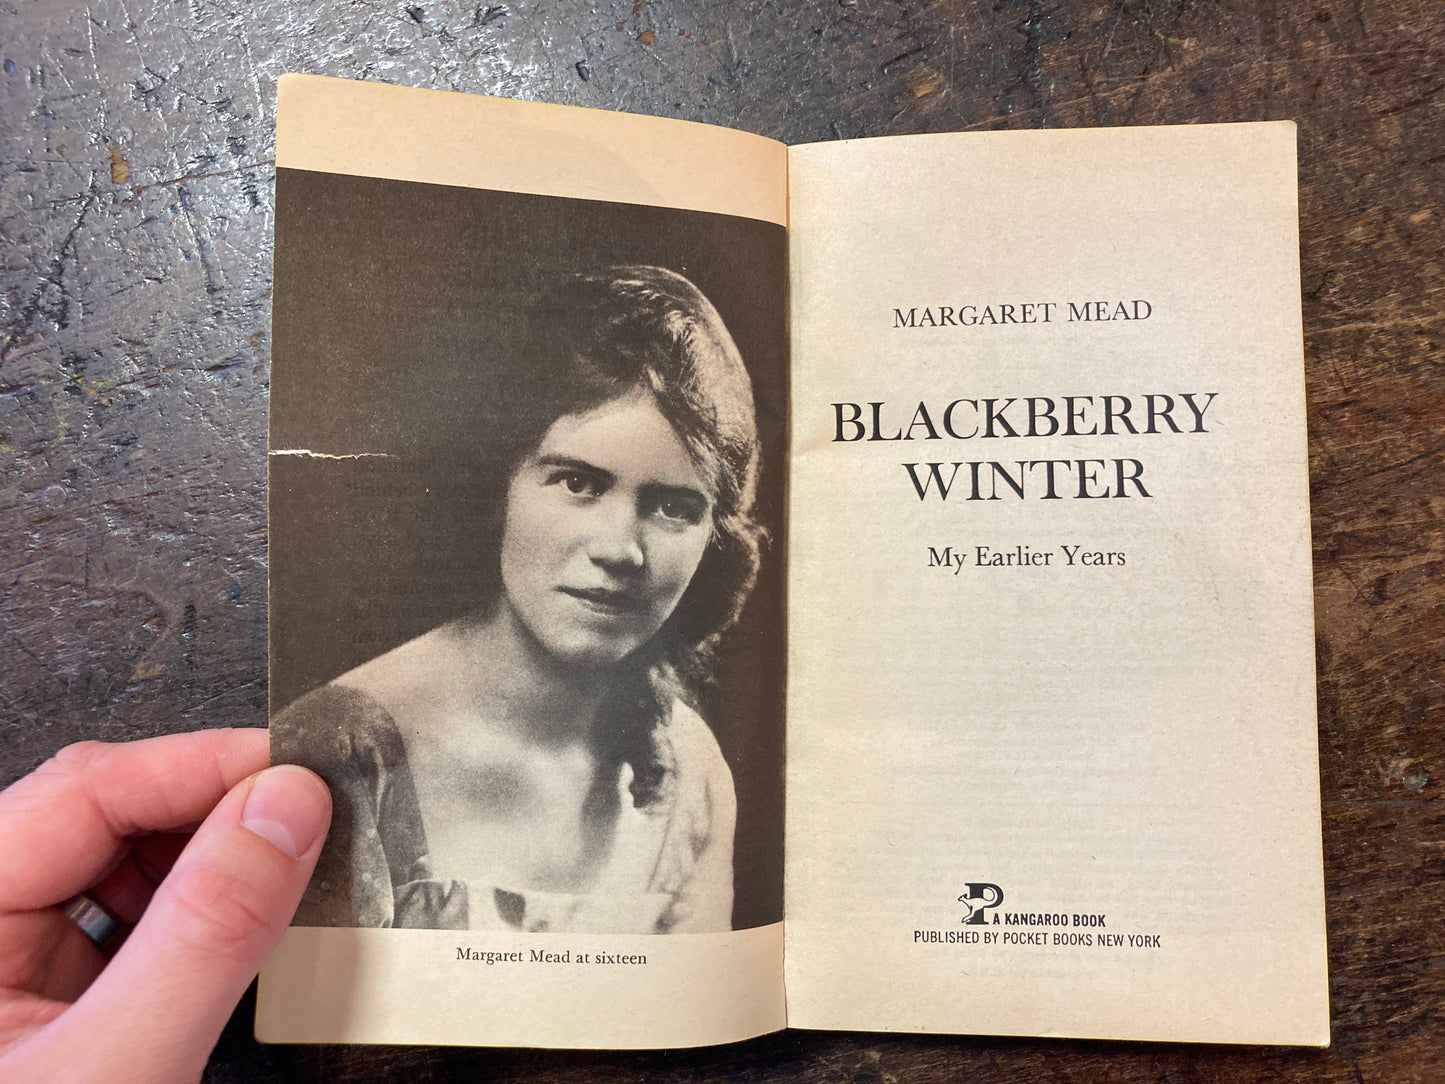 Margaret Mead at sixteen
MARGARET MEAD
BLACKBERRY
WINTER
My Earlier Years
P
A KANGAROO BOOK
PUBLISHED BY POCKET BOOKS NEW YORK